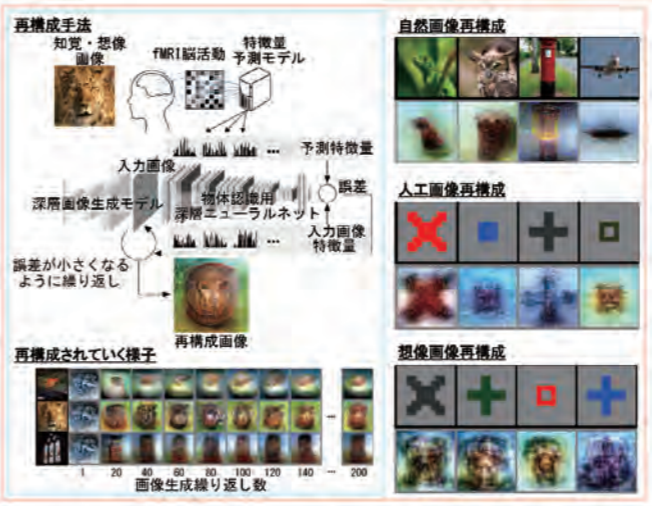 再構成手法
知覚・想像
画像
fMRI脳活動
特徴量
予測モデル
入力画像
予測特徴量
深層画像生成モデル
物体認識用
深層ニューラルネット
誤差
入力画像
特徴量
誤差が小さくなる
ように繰り返し
再構成画像
再構成されていく様子
1 20 40 60 80 100 120 140 … 200
画像生成繰り返し数
自然画像再構成
人工画像再構成
想像画像再構成